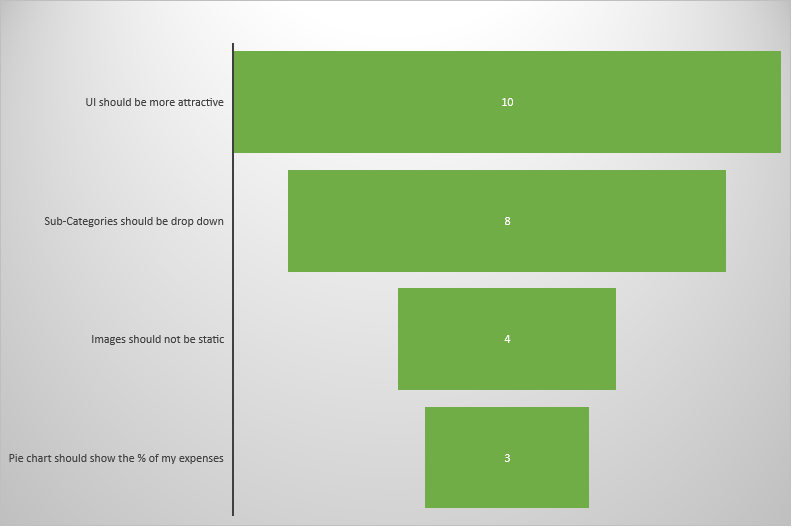 UI should be more attractive
10
Sub-Categories should be drop down
8
Images should not be static
4
Pie chart should show the % of my expenses
3